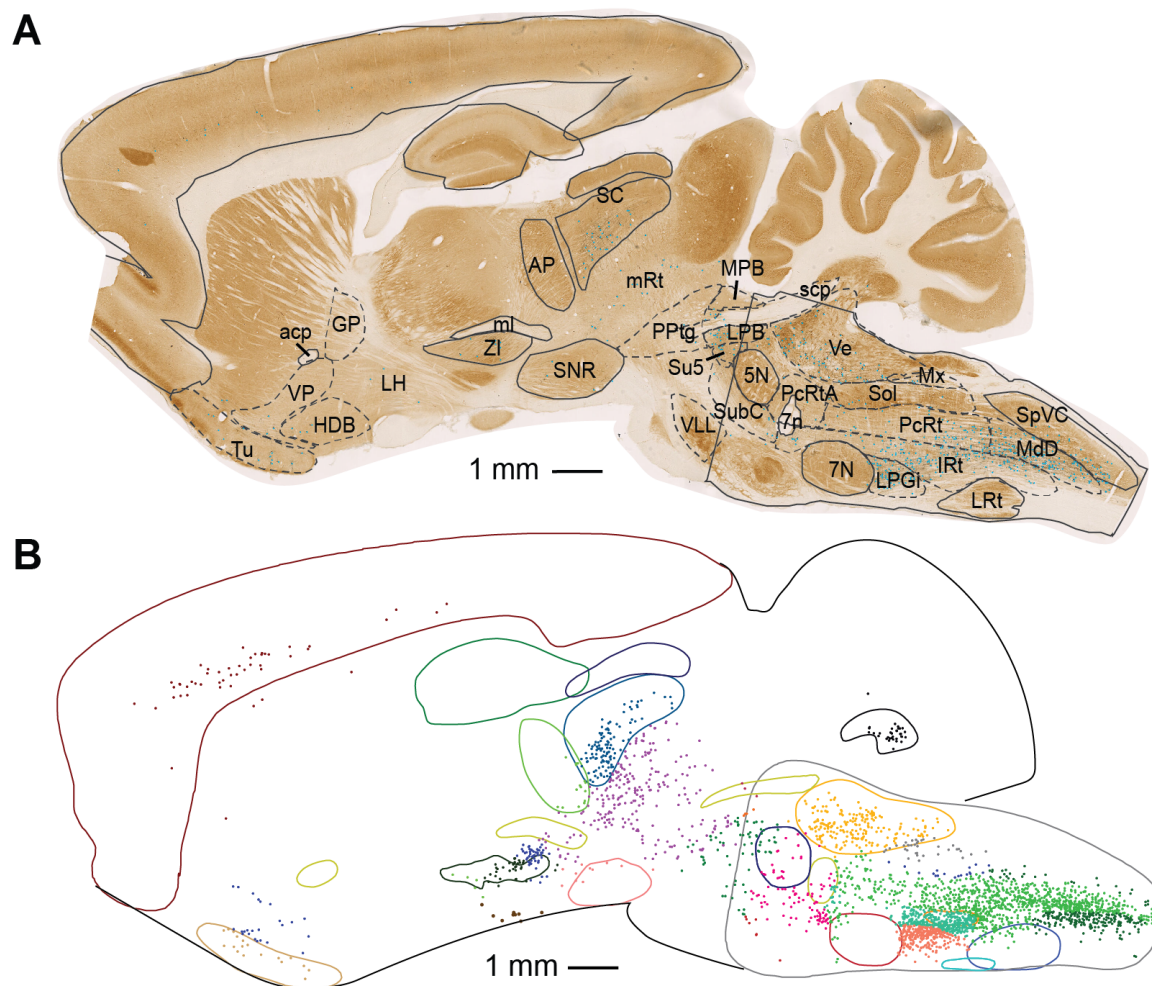 A
SC
AP
mRt
MPB
scp
GP
acp
ml
ZI
PPtg
LPB
Ve
VP
LH
SNR
Su5
5N
Mx
HDB
PcRtA
Sol
SubC
SpVC
Tu
VLL
7n
PcRt
MdD
1 mm
7N
IRt
LPGi
LRt
B
1 mm